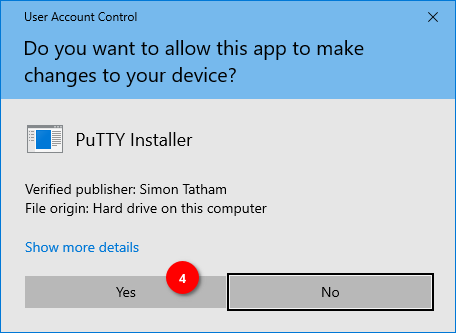 User Account Control
Do you want to allow this app to make
changes to your device?
PuTTY Installer
Verified publisher: Simon Tatham
File origin: Hard drive on this computer
Show more details
4
Yes
No